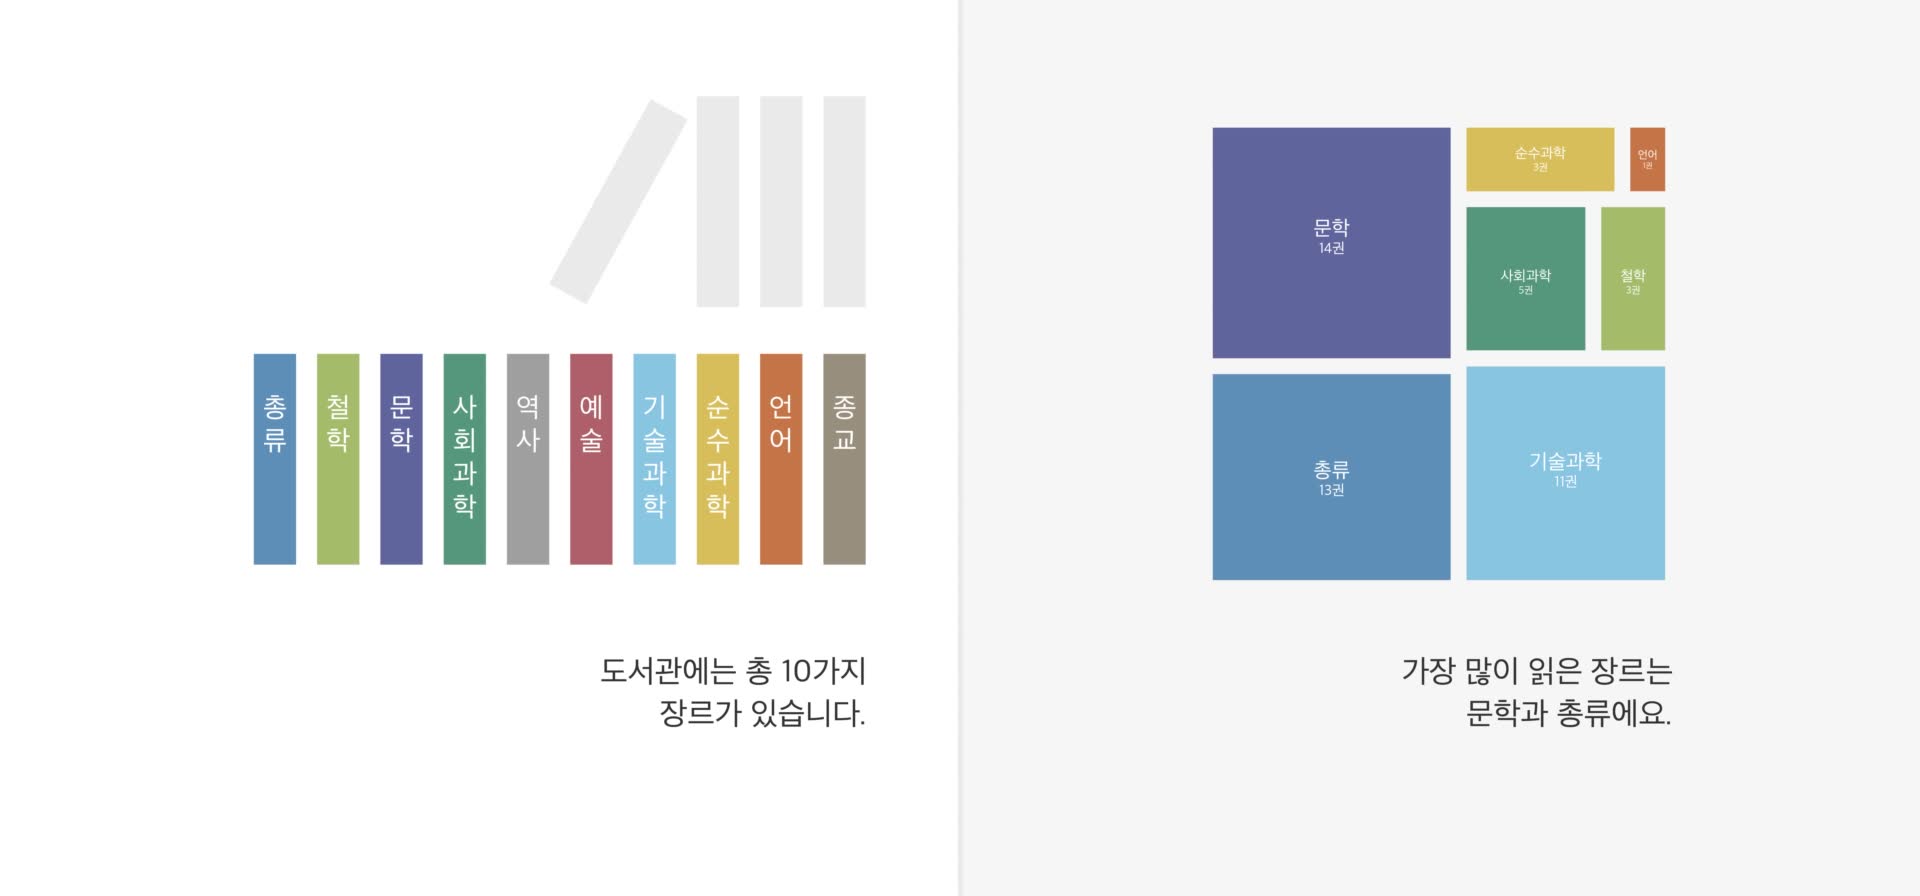 총류
철학
문학
사회과학
역사
예술
기술과학
순수과학
언어
종교
도서관에는 총 10가지
장르가 있습니다.
문학
14권
순수과학
3권
언어
1권
사회과학
5권
철학
3권
총류
13권
기술과학
11권
가장 많이 읽은 장르는
문학과 총류에요.